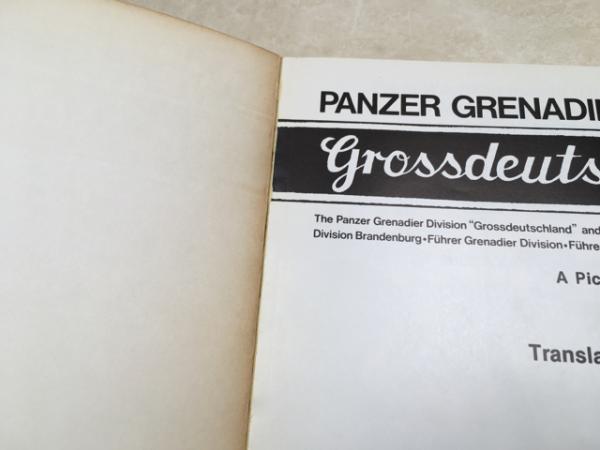 PANZER GRENADI
Grossdeuts
The Panzer Grenadier Division "Grossdeutschland" and
Division Brandenburg•Führer Grenadier Division•Führe
A Pic
Transla